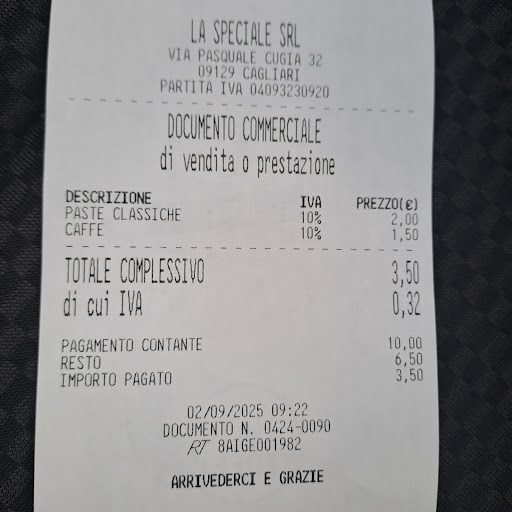 LA SPECIALE SRL
VIA PASQUALE CUGIA 32
09129 CAGLIARI
PARTITA IVA 04093230920
DOCUMENTO COMMERCIALE
di vendita o prestazione
DESCRIZIONE IVA PREZZO(€)
PASTE CLASSICHE 10% 2,00
CAFFE 10% 1,50
TOTALE COMPLESSIVO 3,50
di cui IVA 0,32
PAGAMENTO CONTANTE 10,00
RESTO 6,50
IMPORTO PAGATO 3,50
02/09/2025 09:22
DOCUMENTO N. 0424-0090
RT 8AIGE001982
ARRIVEDERCI E GRAZIE